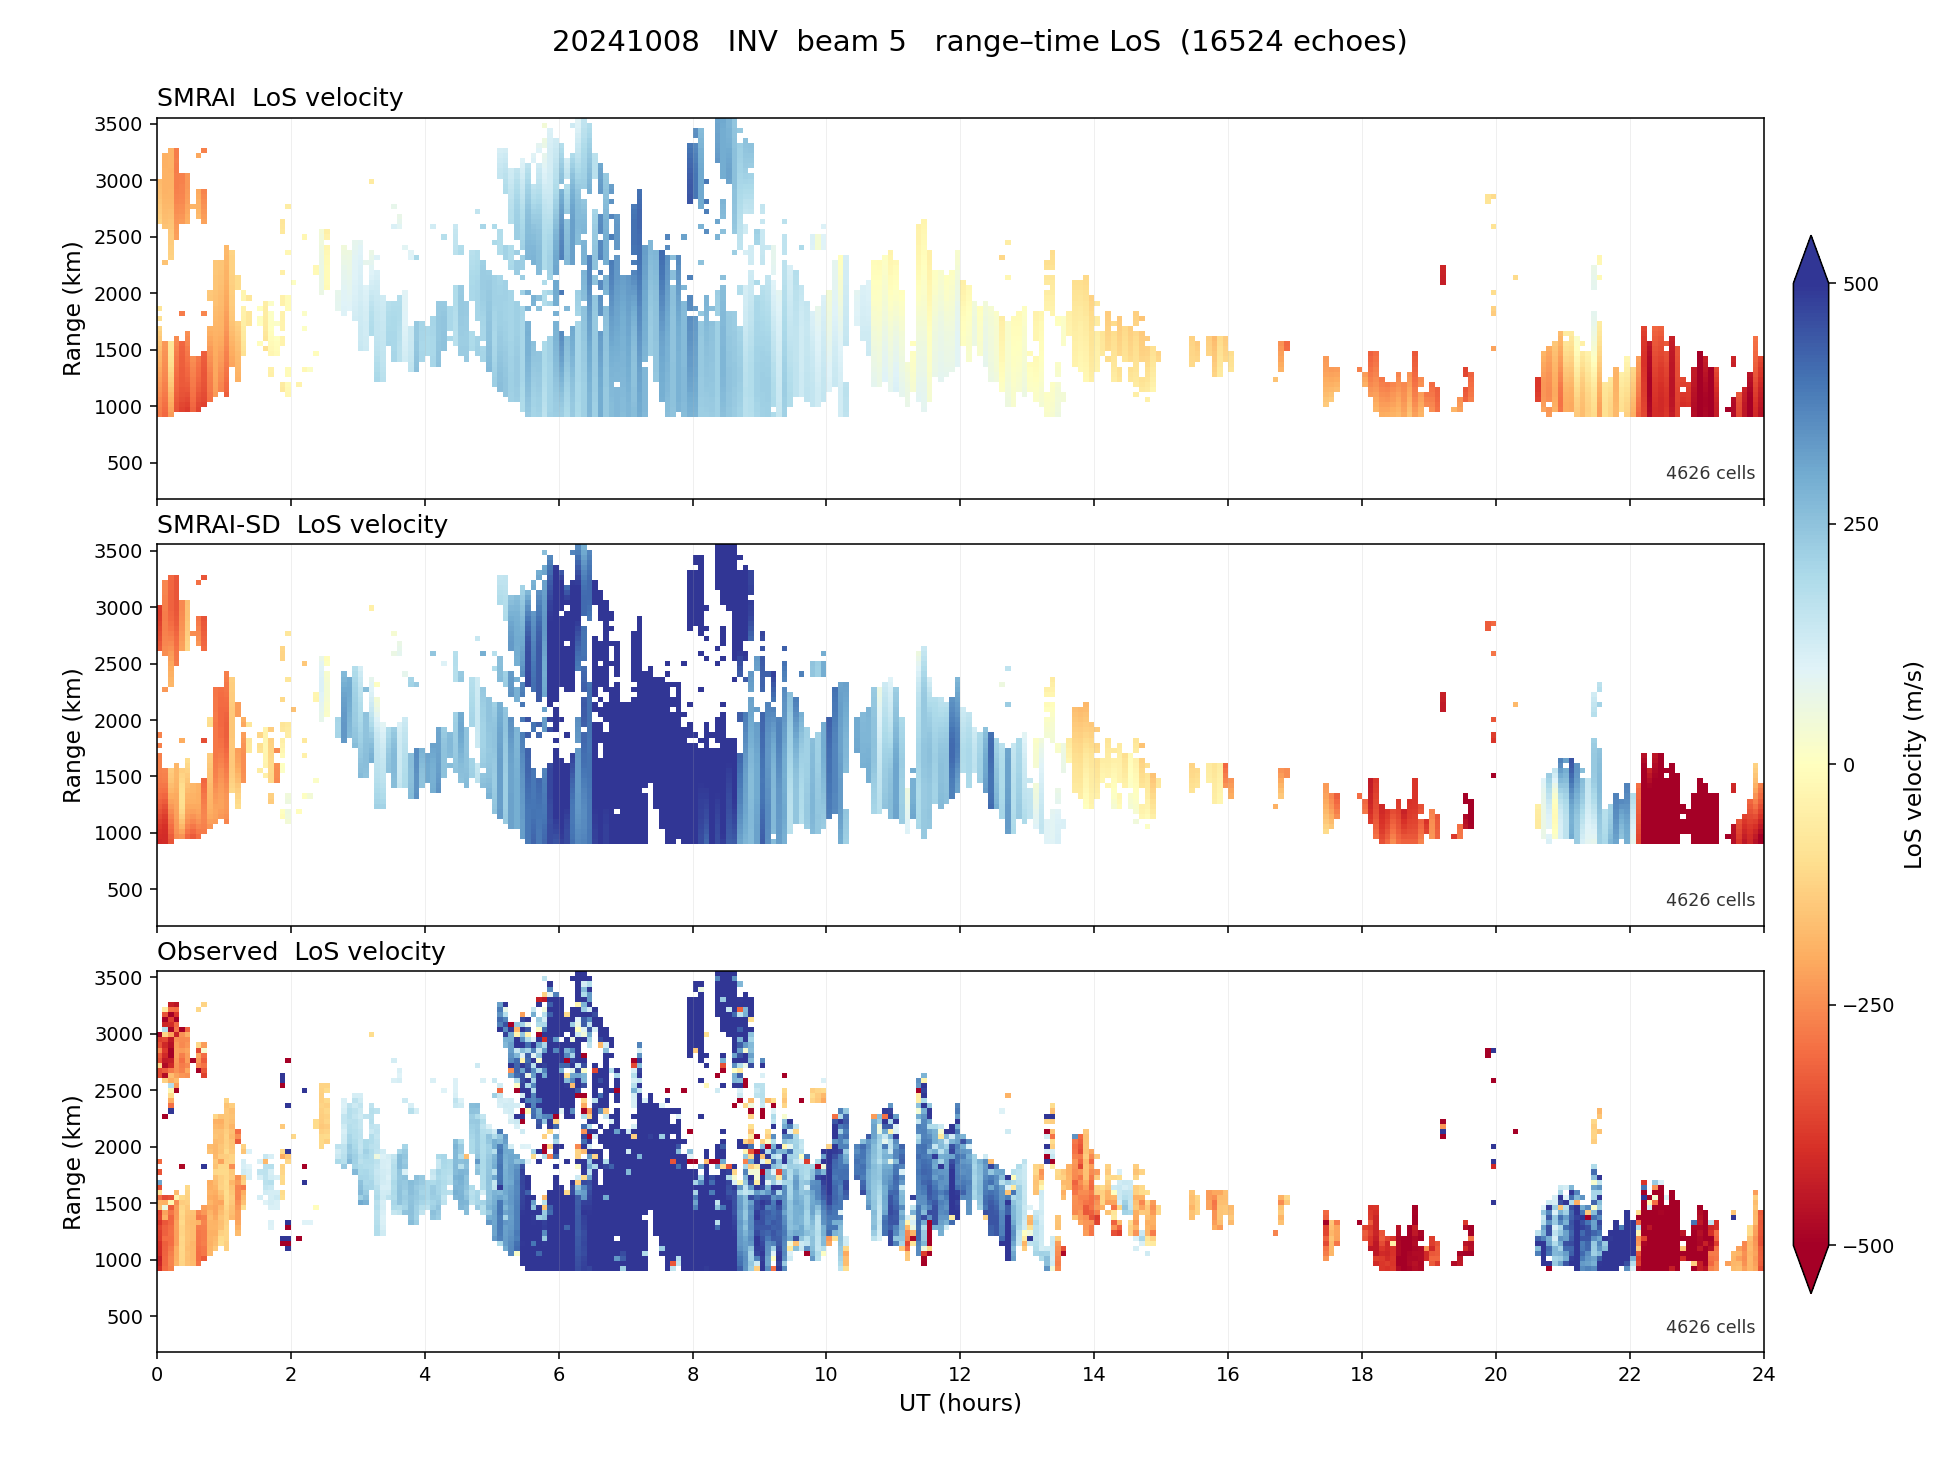 20241008   INV  beam 5   range–time LoS  (16524 echoes)
SMRAI  LoS velocity
3500
3000
2500
2000
1500
1000
500
Range (km)
4626 cells
SMRAI-SD  LoS velocity
3500
3000
2500
2000
1500
1000
500
Range (km)
4626 cells
Observed  LoS velocity
3500
3000
2500
2000
1500
1000
500
Range (km)
4626 cells
0 2 4 6 8 10 12 14 16 18 20 22 24
UT (hours)
500
250
0
−250
−500
LoS velocity (m/s)